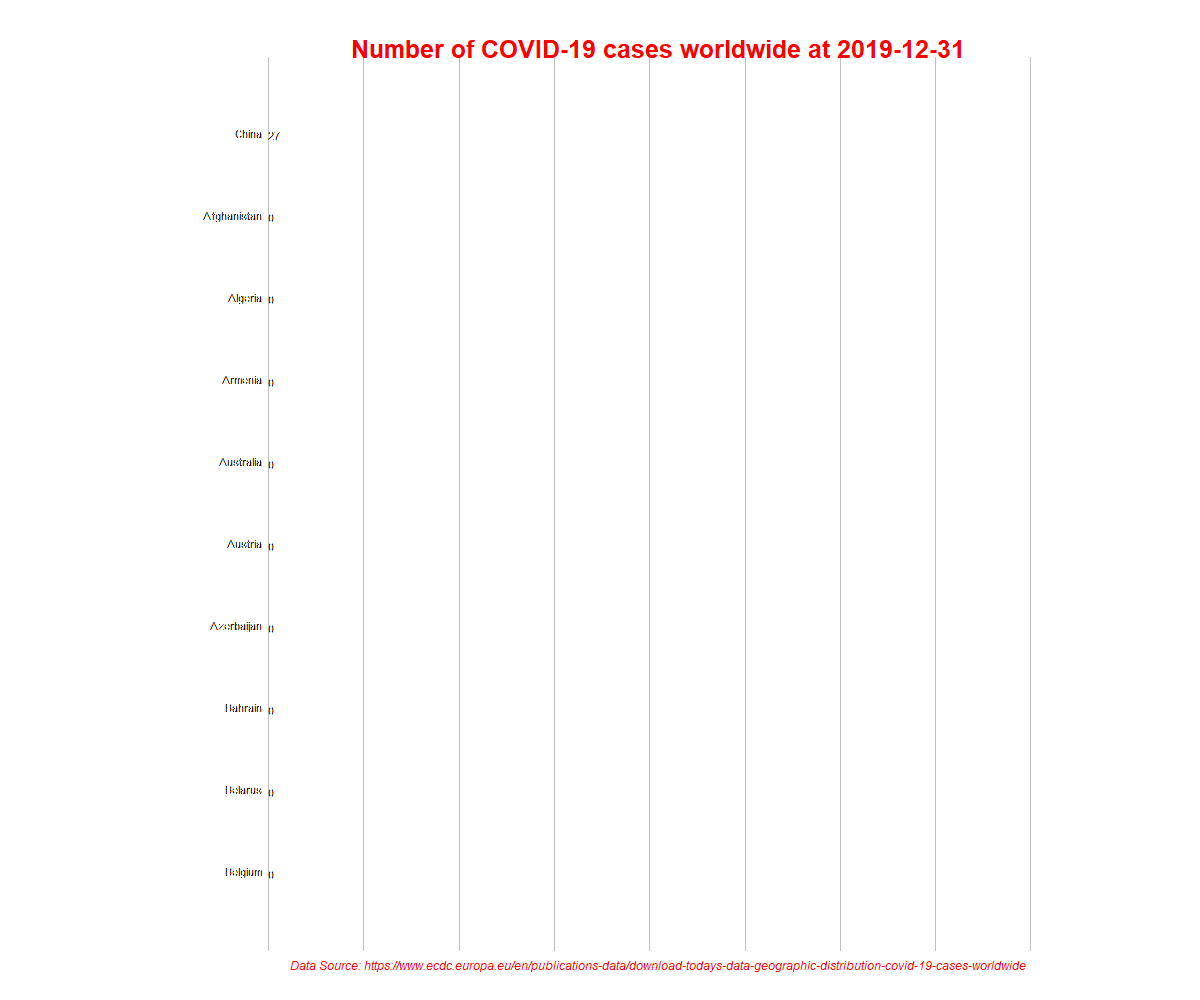 Number of COVID-19 cases worldwide at 2019-12-31
China 27
Afghanistan 0
Algeria 0
Armenia 0
Australia 0
Austria 0
Azerbaijan 0
Bahrain 0
Belarus 0
Belgium 0
Data Source: https://www.ecdc.europa.eu/en/publications-data/download-todays-data-geographic-distribution-covid-19-cases-worldwide